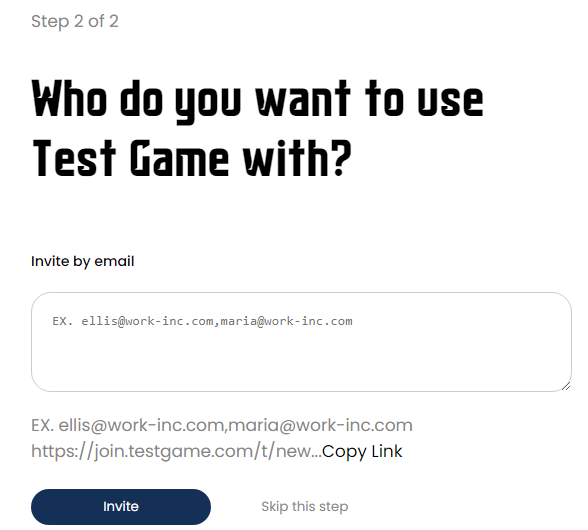 Step 2 of 2
Who do you want to use
Test Game with?
Invite by email
EX. ellis@work-inc.com,maria@work-inc.com
EX. ellis@work-inc.com,maria@work-inc.com
https://join.testgame.com/t/new...Copy Link
Invite Skip this step